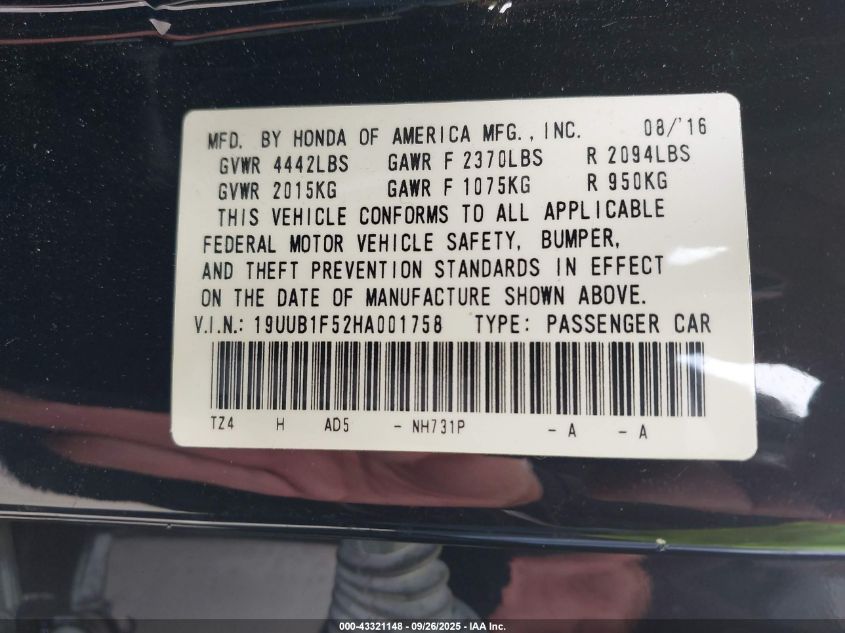 MFD. BY HONDA OF AMERICA MFG., INC. 08/'16
GVWR 4442LBS GAWR F 2370LBS R 2094LBS
GVWR 2015KG GAWR F 1075KG R 950KG
THIS VEHICLE CONFORMS TO ALL APPLICABLE
FEDERAL MOTOR VEHICLE SAFETY, BUMPER,
AND THEFT PREVENTION STANDARDS IN EFFECT
ON THE DATE OF MANUFACTURE SHOWN ABOVE.
V.I.N.: 19UUB1F52HA001758 TYPE: PASSENGER CAR
TZ4 H AD5 - NH731P - A - A
000-43321148 - 09/26/2025 - IAA Inc.